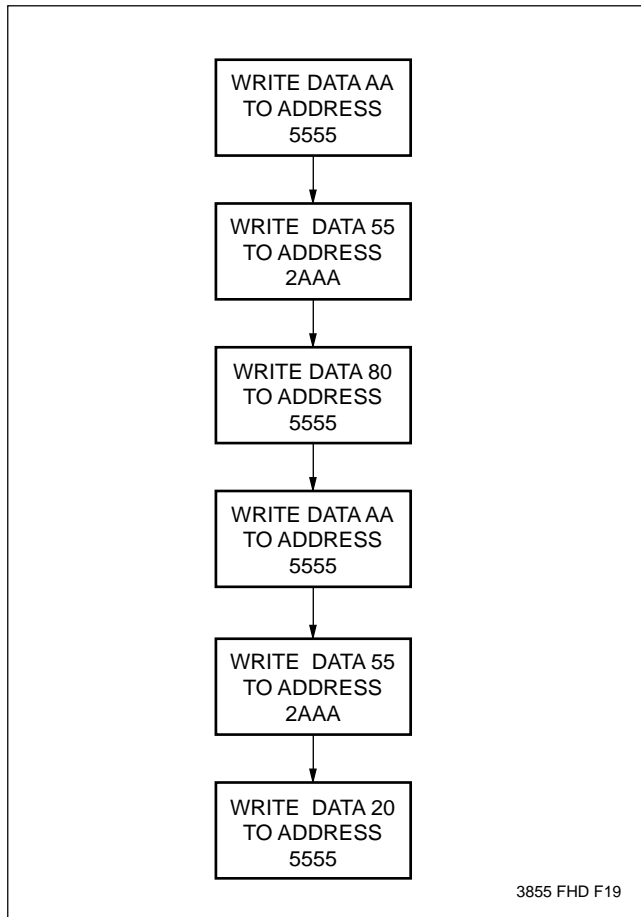 WRITE DATA AA
TO ADDRESS
5555
WRITE DATA 55
TO ADDRESS
2AAA
WRITE DATA 80
TO ADDRESS
5555
WRITE DATA AA
TO ADDRESS
5555
WRITE DATA 55
TO ADDRESS
2AAA
WRITE DATA 20
TO ADDRESS
5555
3855 FHD F19